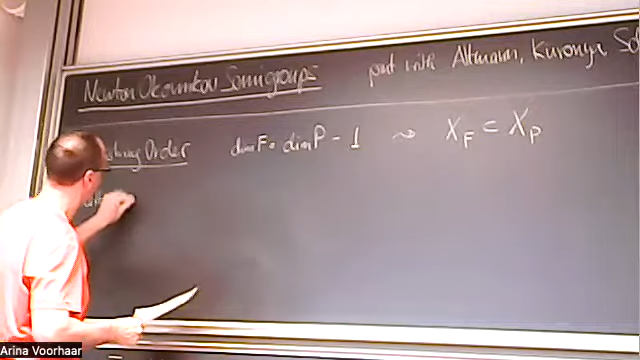 Newton Okounkov Semigroups joint with Altmann, Kuronya,
Order dim F = dim P - 1 ⇝ X_F ⊂ X_P
Arina Voorhaar